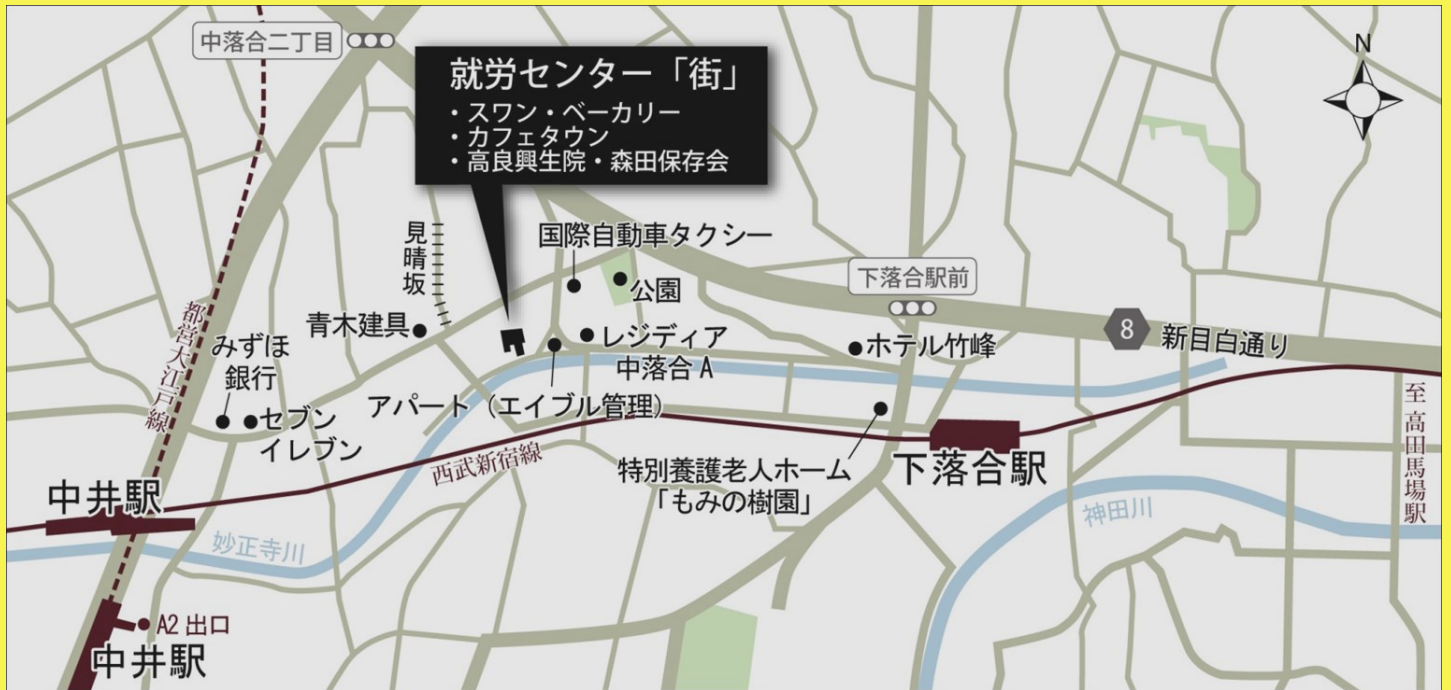 中落合二丁目
N
就労センター「街」
・スワン・ベーカリー
・カフェタウン
・高良興生院・森田保存会
見晴坂
国際自動車タクシー
公園
下落合駅前
8
新目白通り
青木建具
レジディア
中落合 A
ホテル竹峰
都営大江戸線
みずほ
銀行
セブン
イレブン
アパート（エイブル管理）
西武新宿線
特別養護老人ホーム
「もみの樹園」
下落合駅
至 高田馬場駅
中井駅
妙正寺川
神田川
A2 出口
中井駅